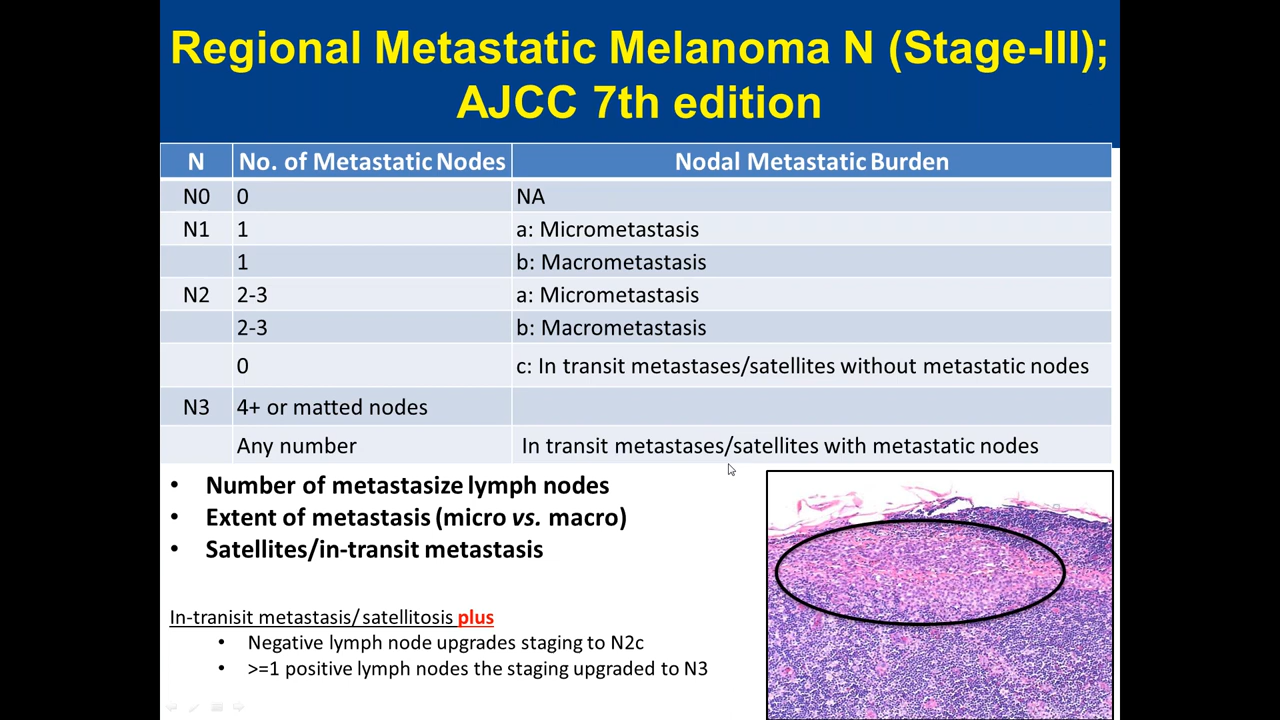 Regional Metastatic Melanoma N (Stage-III);
AJCC 7th edition
N No. of Metastatic Nodes Nodal Metastatic Burden
N0 0 NA
N1 1 a: Micrometastasis
1 b: Macrometastasis
N2 2-3 a: Micrometastasis
2-3 b: Macrometastasis
0 c: In transit metastases/satellites without metastatic nodes
N3 4+ or matted nodes
Any number In transit metastases/satellites with metastatic nodes
• Number of metastasize lymph nodes
• Extent of metastasis (micro vs. macro)
• Satellites/in-transit metastasis
In-tranisit metastasis/ satellitosis plus
• Negative lymph node upgrades staging to N2c
• >=1 positive lymph nodes the staging upgraded to N3